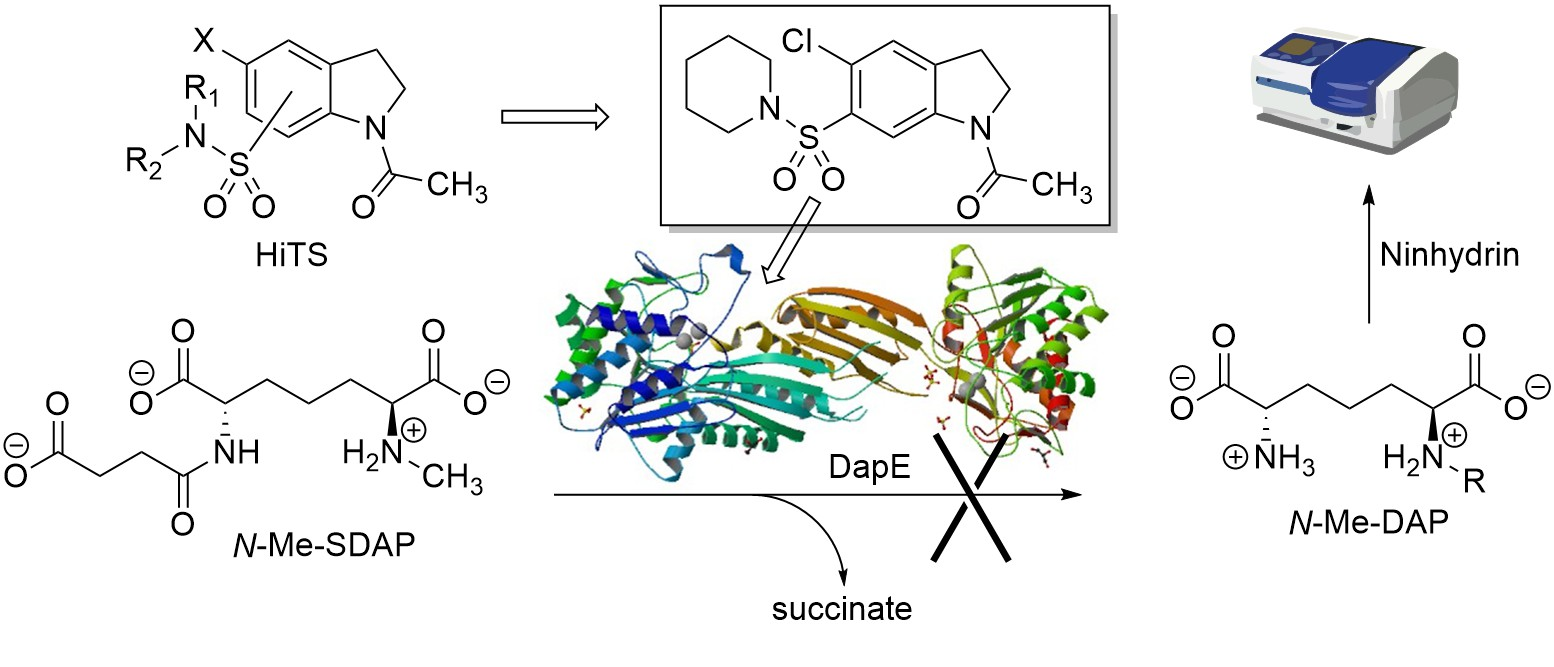 X
R1
N
R2
S
O O
N
O
CH3
HiTS
Cl
N
S
O O
N
O
CH3
Ninhydrin
O
⊖
O
O
O
⊖
O
⊖
O
NH
H2N
⊕
CH3
O
N-Me-SDAP
DapE
succinate
O
⊖
O
O
O
⊖
⊕ NH3
H2N
⊕
R
N-Me-DAP